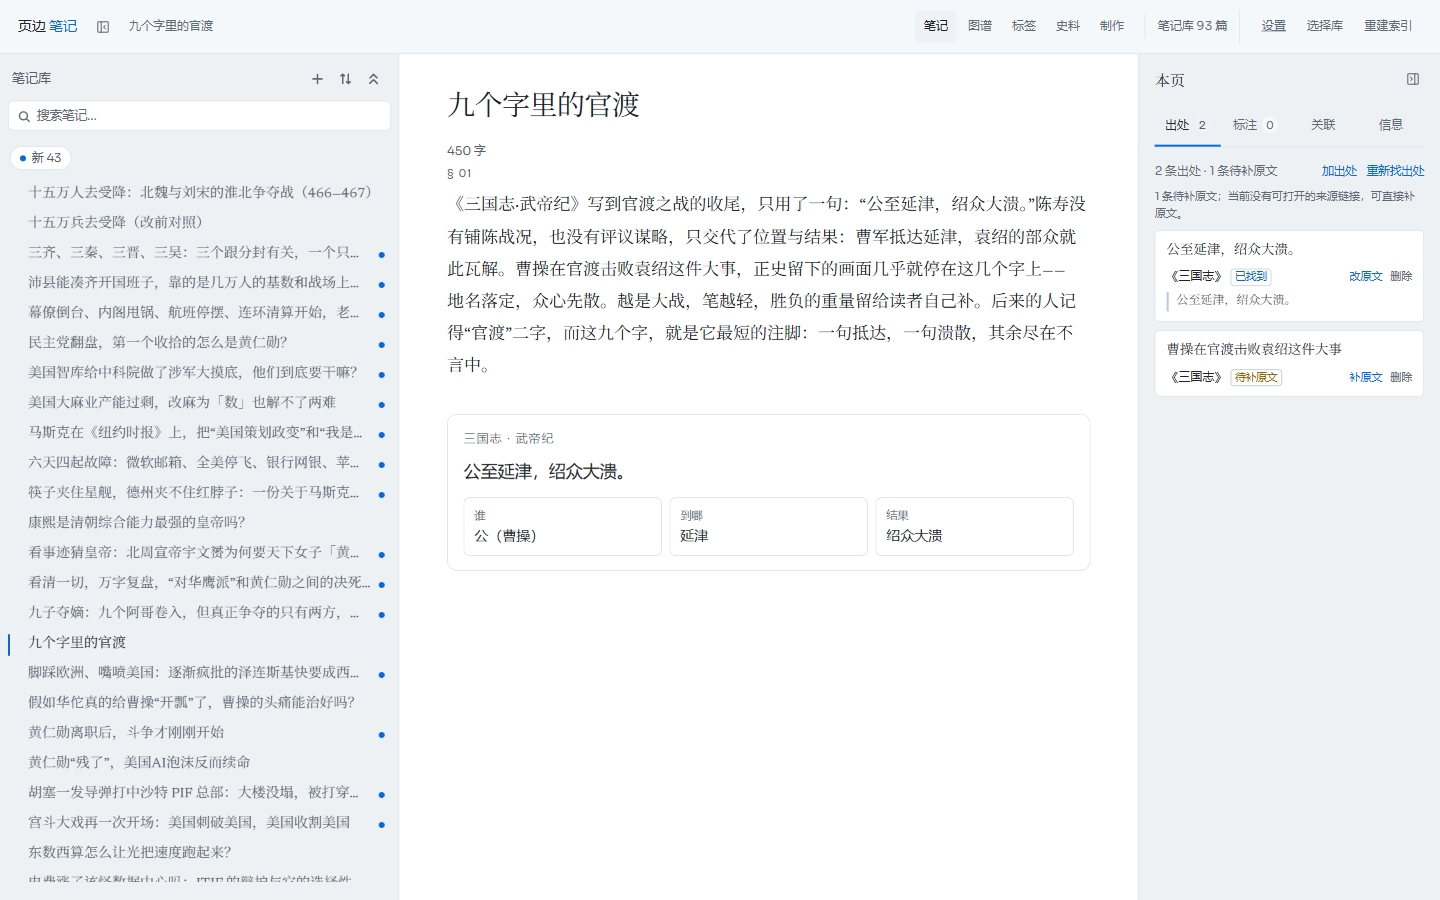 页边 笔记
九个字里的官渡
笔记 图谱 标签 史料 制作 笔记库 93 篇 设置 选择库 重建索引
笔记库
搜索笔记...
新 43
十五万人去受降：北魏与刘宋的淮北争夺战（466–467）
十五万兵去受降（改前对照）
三齐、三秦、三晋、三吴：三个跟分封有关，一个只...
沛县能凑齐开国班子，靠的是几万人的基数和战场上...
幕僚倒台、内阁甩锅、航班停摆、连环清算开始，老...
民主党翻盘，第一个收拾的怎么是黄仁勋？
美国智库给中科院做了涉军大摸底，他们到底要干嘛？
美国大麻业产能过剩，改麻为「数」也解不了两难
马斯克在《纽约时报》上，把“美国策划政变”和“我是...
六天四起故障：微软邮箱、全美停飞、银行网银、苹...
筷子夹住星舰，德州夹不住红脖子：一份关于马斯克...
康熙是清朝综合能力最强的皇帝吗？
看事迹猜皇帝：北周宣帝宇文赟为何要天下女子「黄...
看清一切，万字复盘，“对华鹰派”和黄仁勋之间的决死...
九子夺嫡：九个阿哥卷入，但真正争夺的只有两方，...
九个字里的官渡
脚踩欧洲、嘴喷美国：逐渐疯批的泽连斯基快要成西...
假如华佗真的给曹操“开瓢”了，曹操的头痛能治好吗？
黄仁勋离职后，斗争才刚刚开始
黄仁勋“残了”，美国AI泡沫反而续命
胡塞一发导弹打中沙特 PIF 总部：大楼没塌，被打穿...
宫斗大戏再一次开场：美国刺破美国，美国收割美国
东数西算怎么让光把速度跑起来？
九个字里的官渡
450 字
§ 01
《三国志·武帝纪》写到官渡之战的收尾，只用了一句：“公至延津，绍众大溃。”陈寿没
有铺陈战况，也没有评议谋略，只交代了位置与结果：曹军抵达延津，袁绍的部众就
此瓦解。曹操在官渡击败袁绍这件大事，正史留下的画面几乎就停在这几个字上——
地名落定，众心先散。越是大战，笔越轻，胜负的重量留给读者自己补。后来的人记
得“官渡”二字，而这九个字，就是它最短的注脚：一句抵达，一句溃散，其余尽在不
言中。
三国志 · 武帝纪
公至延津，绍众大溃。
谁 到哪 结果
公（曹操） 延津 绍众大溃
本页
出处 2 标注 0 关联 信息
2 条出处 · 1 条待补原文 加出处 重新找出处
1 条待补原文；当前没有可打开的来源链接，可直接补
原文。
公至延津，绍众大溃。
《三国志》 已找到 改原文 删除
公至延津，绍众大溃。
曹操在官渡击败袁绍这件大事
《三国志》 待补原文 补原文 删除